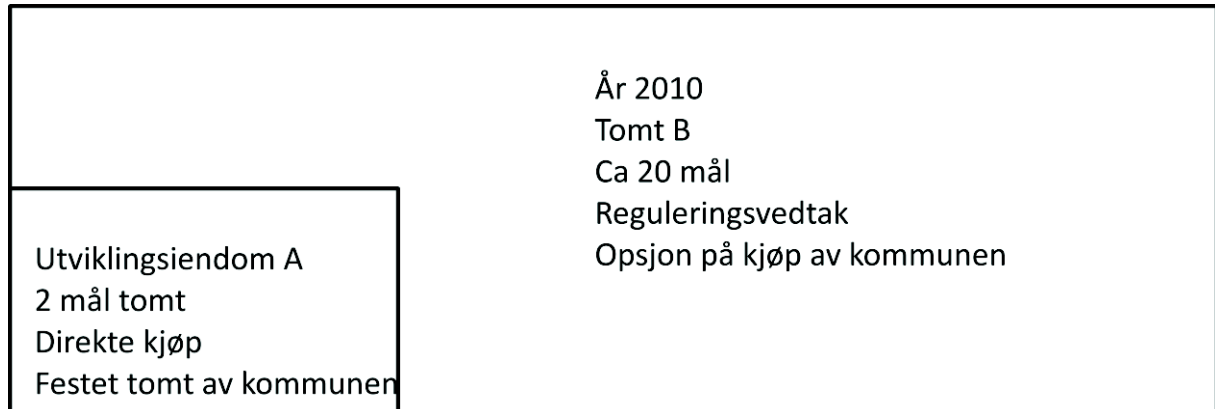 År 2010
Tomt B
Ca 20 mål
Reguleringsvedtak
Opsjon på kjøp av kommunen
Utviklingsiendom A
2 mål tomt
Direkte kjøp
Festet tomt av kommunen